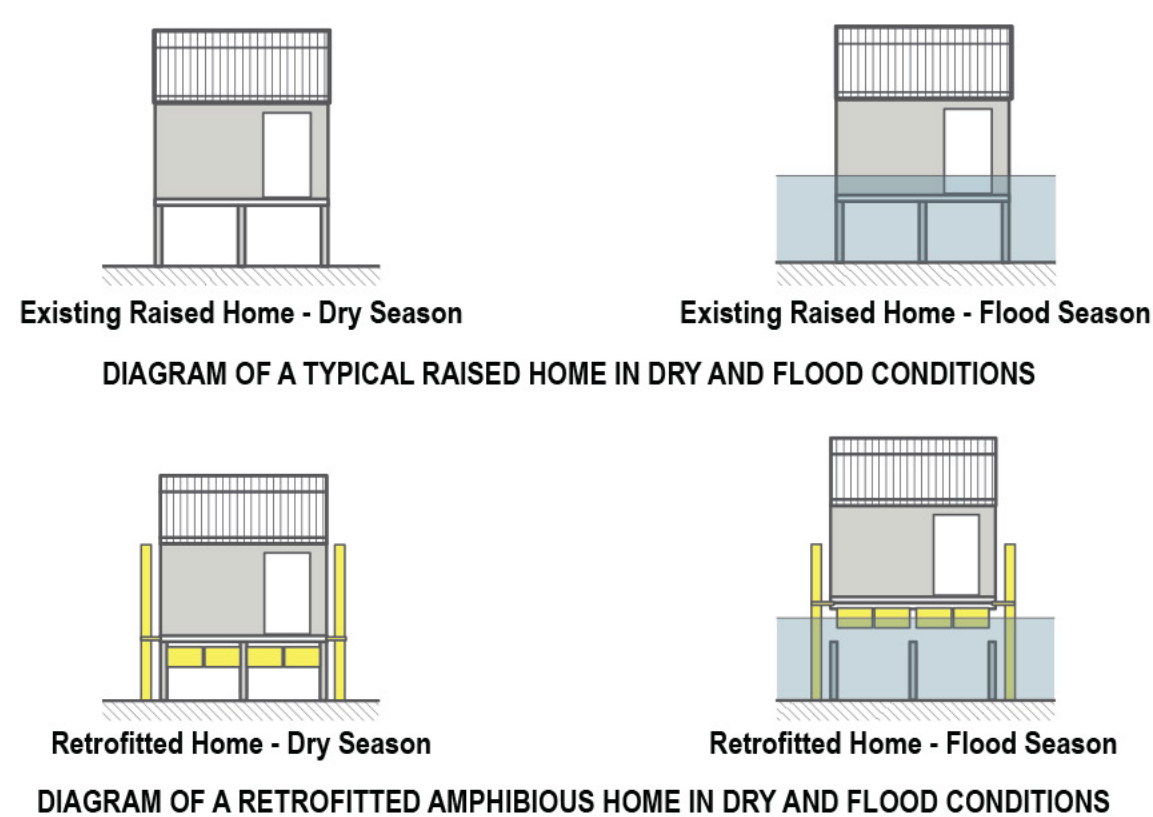 Existing Raised Home - Dry Season
Existing Raised Home - Flood Season
DIAGRAM OF A TYPICAL RAISED HOME IN DRY AND FLOOD CONDITIONS
Retrofitted Home - Dry Season
Retrofitted Home - Flood Season
DIAGRAM OF A RETROFITTED AMPHIBIOUS HOME IN DRY AND FLOOD CONDITIONS